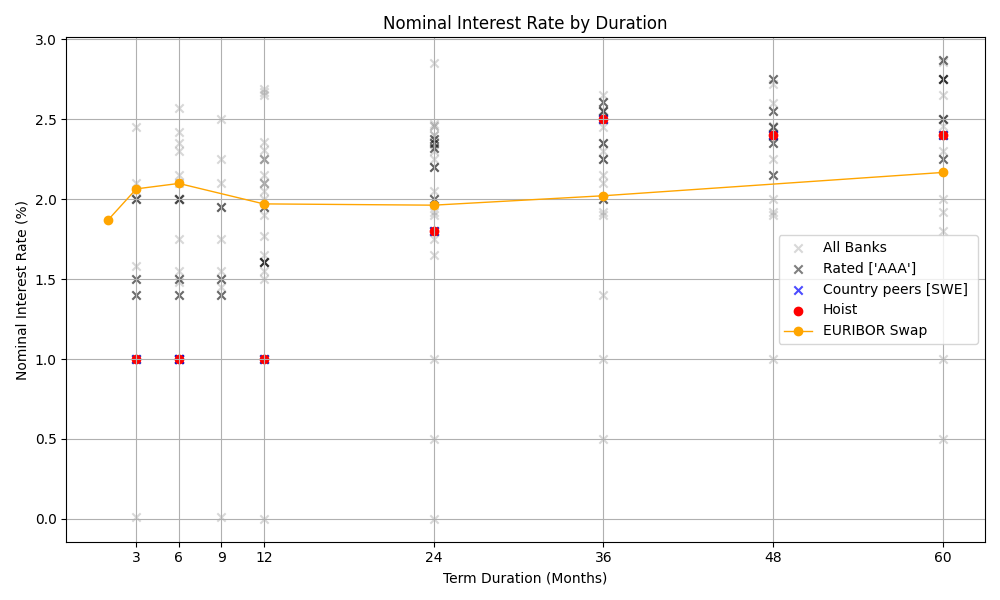 Nominal Interest Rate by Duration
Nominal Interest Rate (%)
3.0
2.5
2.0
1.5
1.0
0.5
0.0
All Banks
Rated ['AAA']
Country peers [SWE]
Hoist
EURIBOR Swap
3 6 9 12 24 36 48 60
Term Duration (Months)